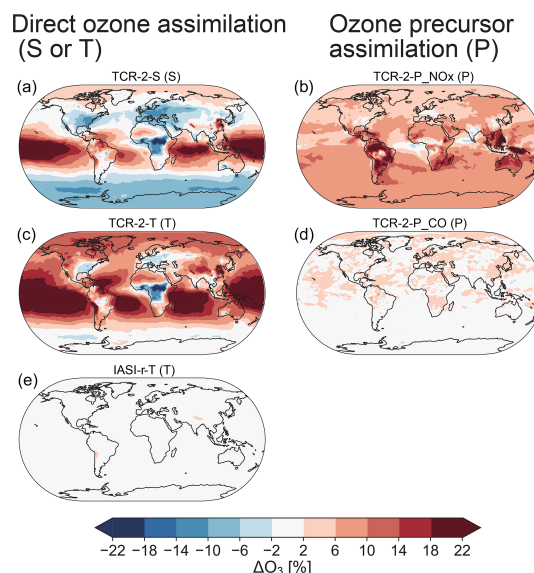 Direct ozone assimilation
(S or T)
Ozone precursor
assimilation (P)
(a)
TCR-2-S (S)
(b)
TCR-2-P_NOx (P)
(c)
TCR-2-T (T)
(d)
TCR-2-P_CO (P)
(e)
IASI-r-T (T)
−22 −18 −14 −10 −6 −2 2 6 10 14 18 22
ΔO₃ [%]